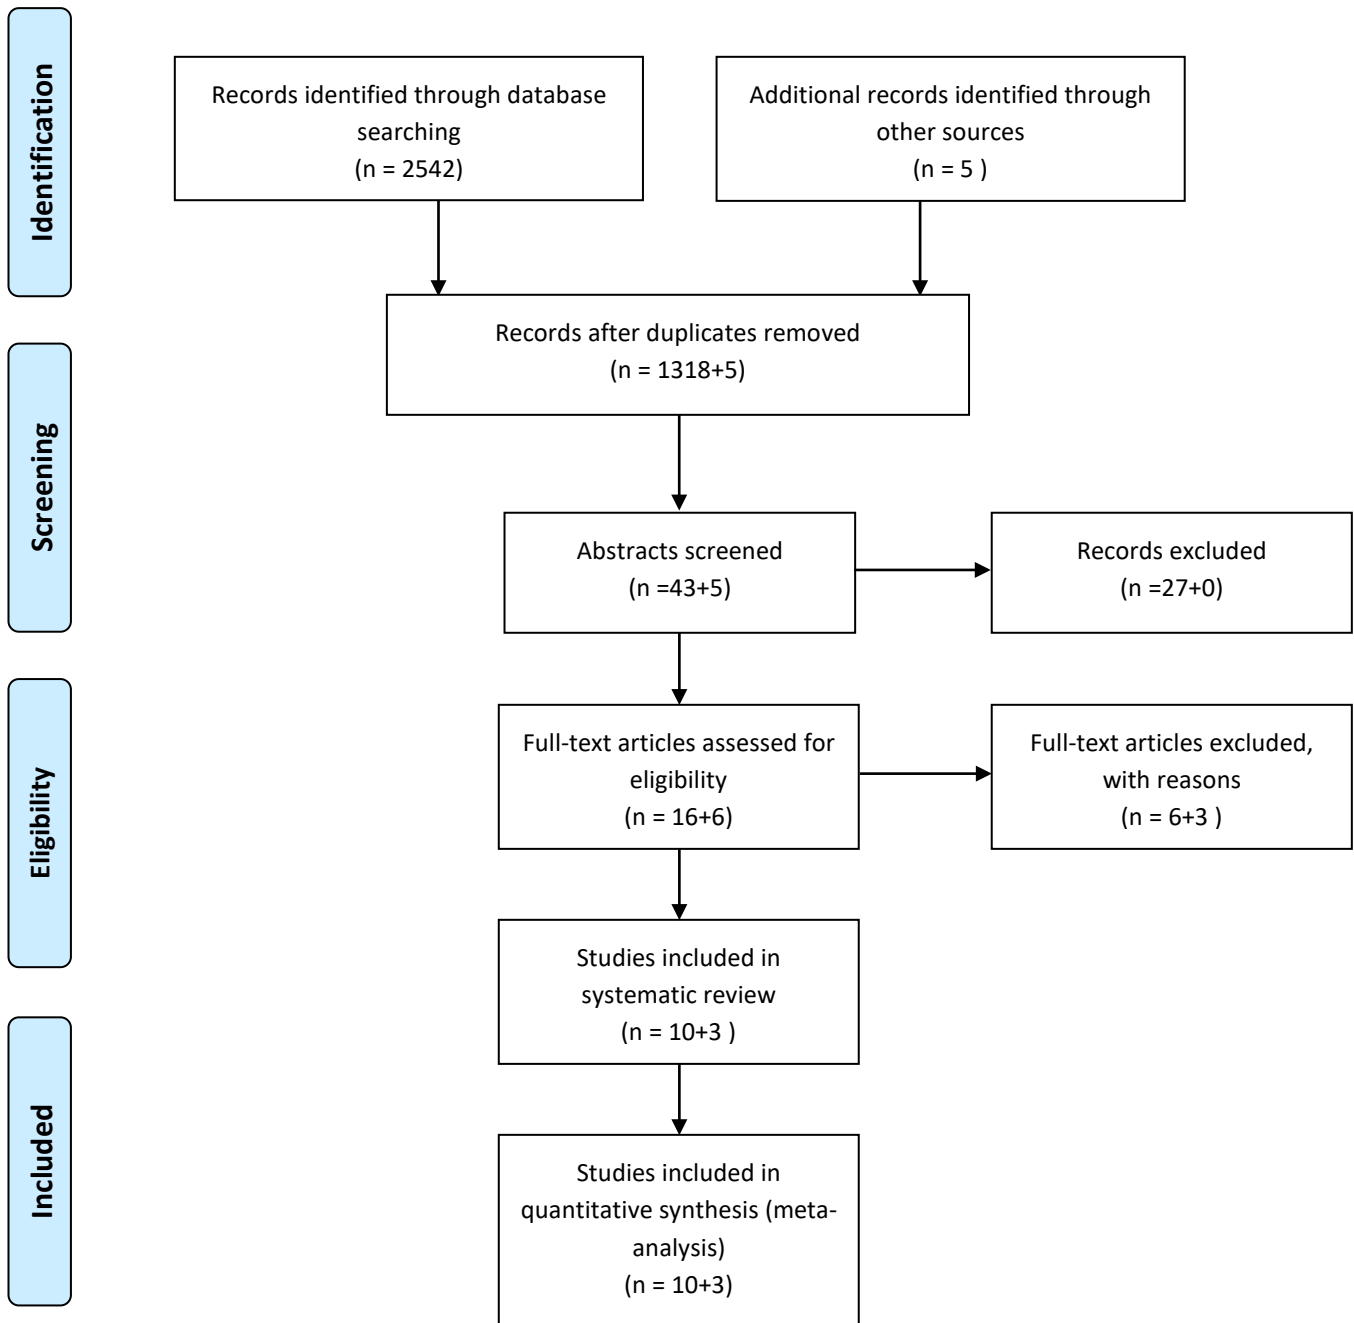 Identification
Records identified through database
searching
(n = 2542)
Additional records identified through
other sources
(n = 5 )
Records after duplicates removed
(n = 1318+5)
Screening
Abstracts screened
(n =43+5)
Records excluded
(n =27+0)
Eligibility
Full-text articles assessed for
eligibility
(n = 16+6)
Full-text articles excluded,
with reasons
(n = 6+3 )
Studies included in
systematic review
(n = 10+3 )
Included
Studies included in
quantitative synthesis (meta-
analysis)
(n = 10+3)